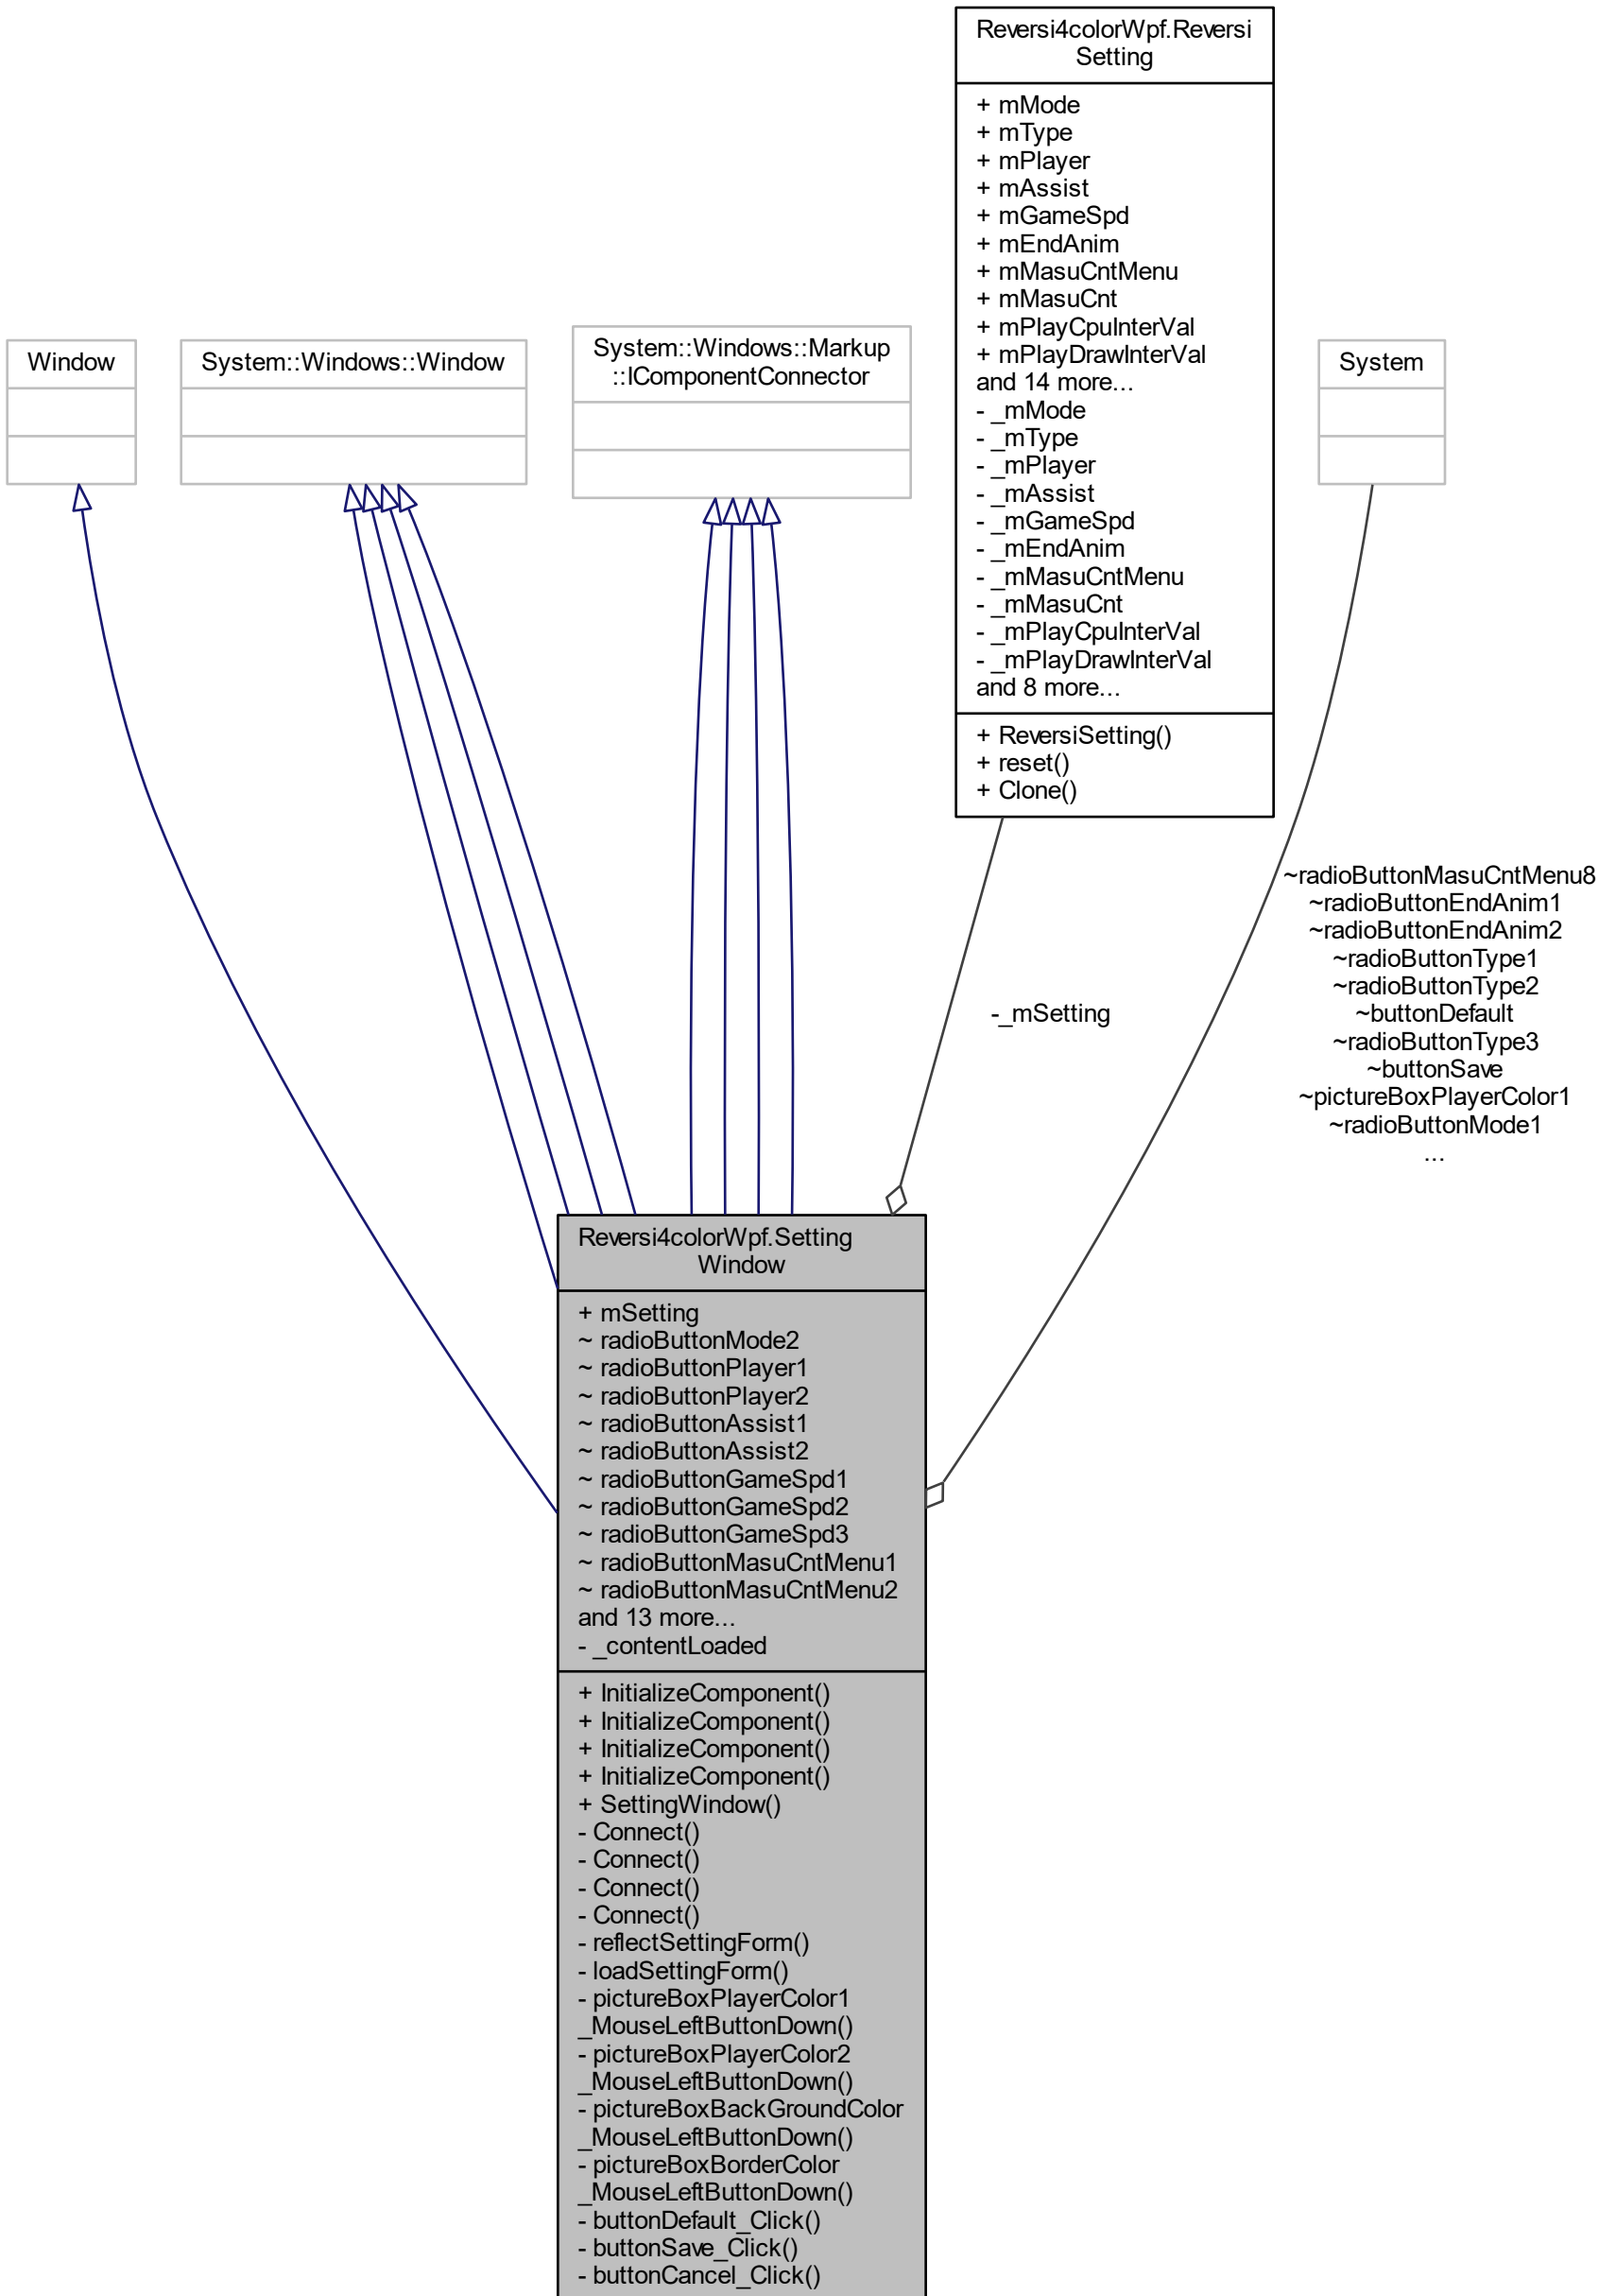 Reversi4colorWpf.Reversi
Setting
+ mMode
+ mType
+ mPlayer
+ mAssist
+ mGameSpd
+ mEndAnim
+ mMasuCntMenu
+ mMasuCnt
+ mPlayCpuInterVal
+ mPlayDrawInterVal
and 14 more...
- _mMode
- _mType
- _mPlayer
- _mAssist
- _mGameSpd
- _mEndAnim
- _mMasuCntMenu
- _mMasuCnt
- _mPlayCpuInterVal
- _mPlayDrawInterVal
and 8 more...
+ ReversiSetting()
+ reset()
+ Clone()
Window
System::Windows::Window
System::Windows::Markup
::IComponentConnector
System
~radioButtonMasuCntMenu8
~radioButtonEndAnim1
~radioButtonEndAnim2
~radioButtonType1
~radioButtonType2
~buttonDefault
~radioButtonType3
~buttonSave
~pictureBoxPlayerColor1
~radioButtonMode1
...
-_mSetting
Reversi4colorWpf.Setting
Window
+ mSetting
~ radioButtonMode2
~ radioButtonPlayer1
~ radioButtonPlayer2
~ radioButtonAssist1
~ radioButtonAssist2
~ radioButtonGameSpd1
~ radioButtonGameSpd2
~ radioButtonGameSpd3
~ radioButtonMasuCntMenu1
~ radioButtonMasuCntMenu2
and 13 more...
- _contentLoaded
+ InitializeComponent()
+ InitializeComponent()
+ InitializeComponent()
+ InitializeComponent()
+ SettingWindow()
- Connect()
- Connect()
- Connect()
- Connect()
- reflectSettingForm()
- loadSettingForm()
- pictureBoxPlayerColor1
_MouseLeftButtonDown()
- pictureBoxPlayerColor2
_MouseLeftButtonDown()
- pictureBoxBackGroundColor
_MouseLeftButtonDown()
- pictureBoxBorderColor
_MouseLeftButtonDown()
- buttonDefault_Click()
- buttonSave_Click()
- buttonCancel_Click()